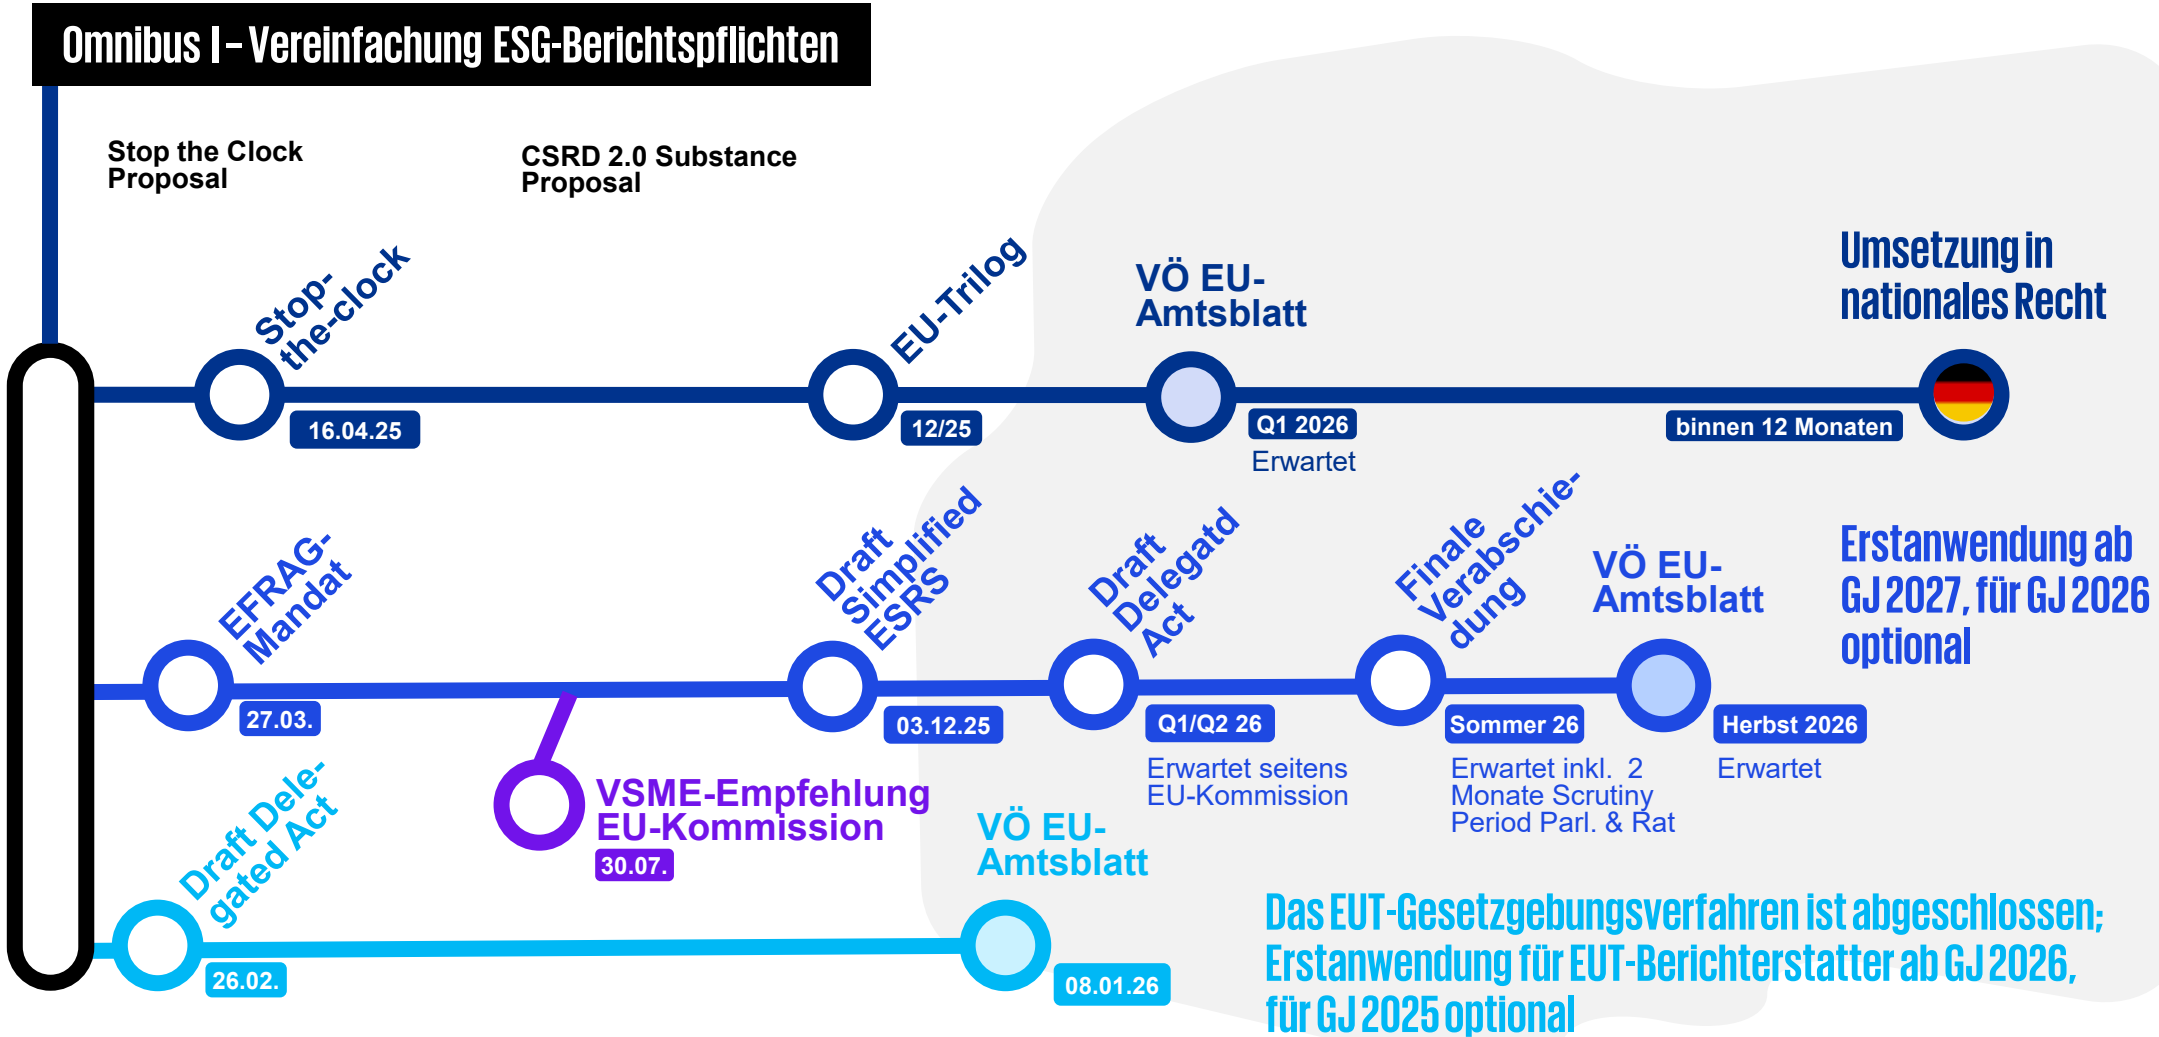 Omnibus I – Vereinfachung ESG-Berichtspflichten
Stop the Clock
Proposal
CSRD 2.0 Substance
Proposal
Stop-
the-clock
16.04.25
EU-Trilog
12/25
VÖ EU-
Amtsblatt
Q1 2026
Erwartet
binnen 12 Monaten
Umsetzung in
nationales Recht
EFRAG-
Mandat
27.03.
VSME-Empfehlung
EU-Kommission
30.07.
Draft
Simplified
ESRS
03.12.25
Draft
Delegatd
Act
Q1/Q2 26
Erwartet seitens
EU-Kommission
Finale
Verabschie-
dung
Sommer 26
Erwartet inkl. 2
Monate Scrutiny
Period Parl. & Rat
VÖ EU-
Amtsblatt
Herbst 2026
Erwartet
Erstanwendung ab
GJ 2027, für GJ 2026
optional
Draft Dele-
gated Act
26.02.
VÖ EU-
Amtsblatt
08.01.26
Das EUT-Gesetzgebungsverfahren ist abgeschlossen;
Erstanwendung für EUT-Berichterstatter ab GJ 2026,
für GJ 2025 optional